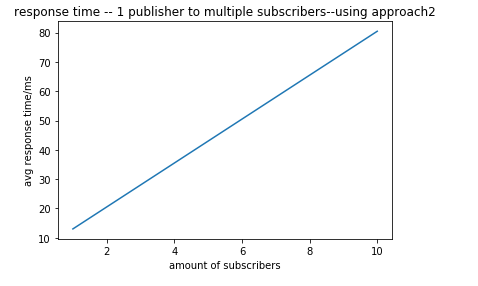 response time -- 1 publisher to multiple subscribers--using approach2
avg response time/ms
80
70
60
50
40
30
20
10
2 4 6 8 10
amount of subscribers